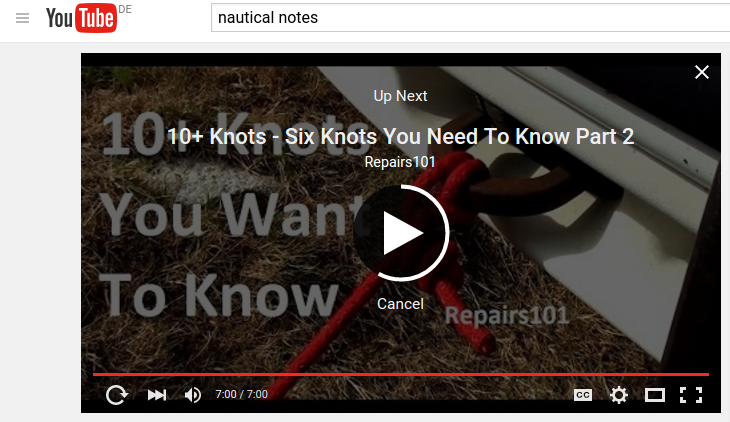 YouTube DE
nautical notes
Up Next
10+ Knots - Six Knots You Need To Know Part 2
Repairs101
10+ Knots
You Want
To Know
Cancel
Repairs101
7:00 / 7:00
CC